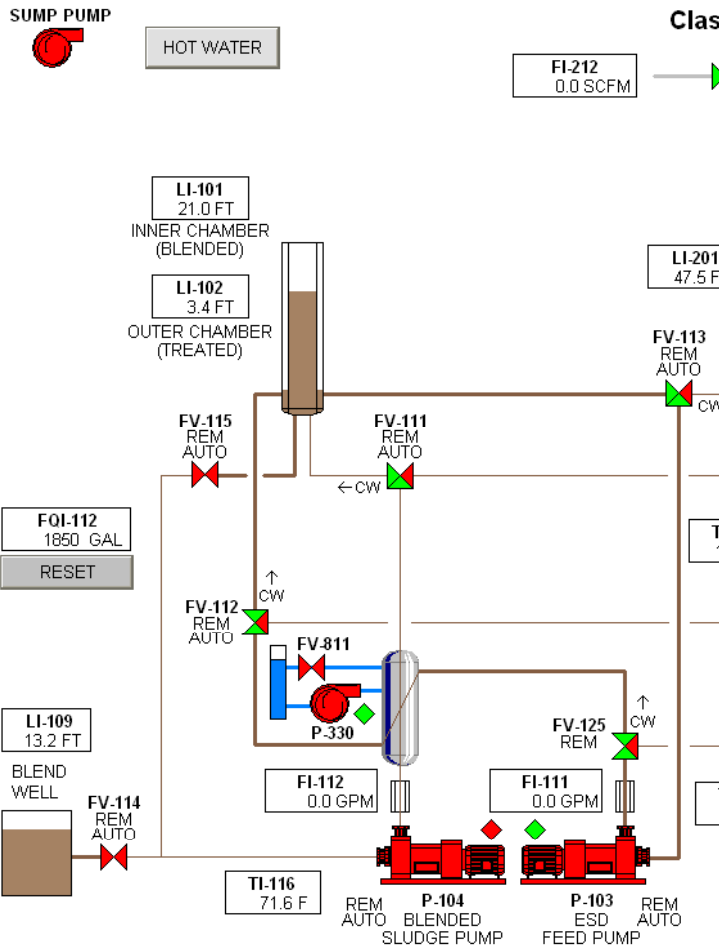 SUMP PUMP
HOT WATER
Clas
FI-212
0.0 SCFM
LI-101
21.0 FT
INNER CHAMBER
(BLENDED)
LI-102
3.4 FT
OUTER CHAMBER
(TREATED)
LI-201
47.5 F
FV-113
REM
AUTO
CW
FV-115
REM
AUTO
FV-111
REM
AUTO
←CW
FQI-112
1850 GAL
RESET
↑
CW
FV-112
REM
AUTO
FV-811
P-330
LI-109
13.2 FT
BLEND
WELL
FV-114
REM
AUTO
↑
CW
FV-125
REM
FI-112
0.0 GPM
FI-111
0.0 GPM
TI-116
71.6 F
REM
AUTO
P-104
BLENDED
SLUDGE PUMP
P-103
ESD
FEED PUMP
REM
AUTO